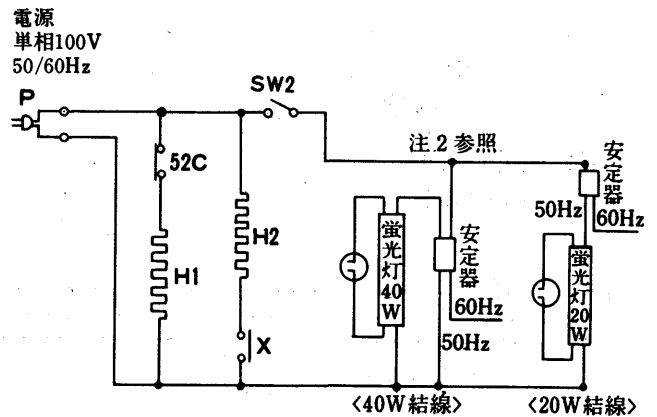 電源
単相100V
50/60Hz
P
SW2
52C
H1
H2
X
注.2参照
蛍光灯40W
安定器
60Hz
50Hz
安定器
50Hz
60Hz
蛍光灯20W
〈40W結線〉
〈20W結線〉